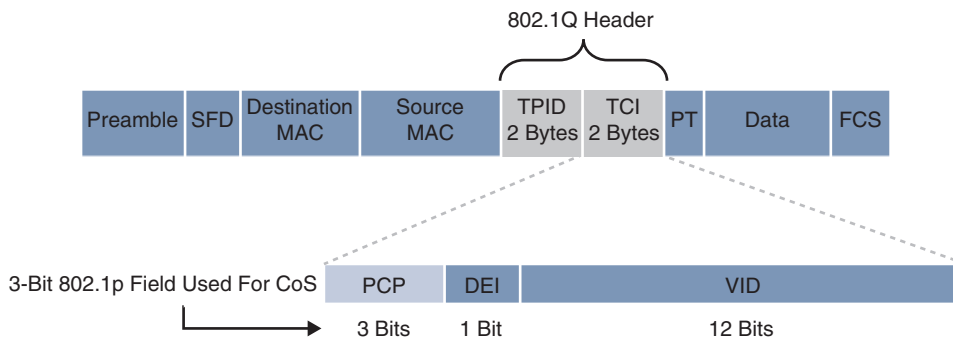 802.1Q Header
Preamble
SFD
Destination
MAC
Source
MAC
TPID
2 Bytes
TCI
2 Bytes
PT
Data
FCS
3-Bit 802.1p Field Used For CoS
PCP
DEI
VID
3 Bits
1 Bit
12 Bits